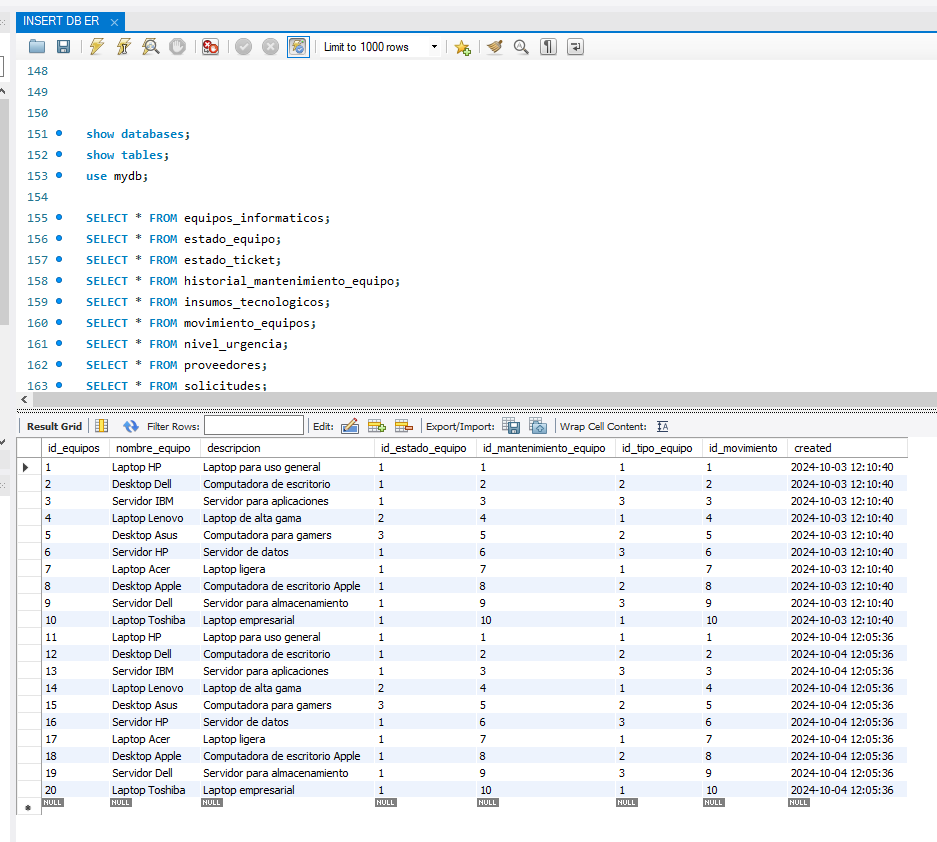 INSERT DB ER
Limit to 1000 rows
148
149
150
151 show databases;
152 show tables;
153 use mydb;
154
155 SELECT * FROM equipos_informaticos;
156 SELECT * FROM estado_equipo;
157 SELECT * FROM estado_ticket;
158 SELECT * FROM historial_mantenimiento_equipo;
159 SELECT * FROM insumos_tecnologicos;
160 SELECT * FROM movimiento_equipos;
161 SELECT * FROM nivel_urgencia;
162 SELECT * FROM proveedores;
163 SELECT * FROM solicitudes;
Result Grid Filter Rows: Edit: Export/Import: Wrap Cell Content:
id_equipos nombre_equipo descripcion id_estado_equipo id_mantenimiento_equipo id_tipo_equipo id_movimiento created
1 Laptop HP Laptop para uso general 1 1 1 1 2024-10-03 12:10:40
2 Desktop Dell Computadora de escritorio 1 2 2 2 2024-10-03 12:10:40
3 Servidor IBM Servidor para aplicaciones 1 3 3 3 2024-10-03 12:10:40
4 Laptop Lenovo Laptop de alta gama 2 4 1 4 2024-10-03 12:10:40
5 Desktop Asus Computadora para gamers 3 5 2 5 2024-10-03 12:10:40
6 Servidor HP Servidor de datos 1 6 3 6 2024-10-03 12:10:40
7 Laptop Acer Laptop ligera 1 7 1 7 2024-10-03 12:10:40
8 Desktop Apple Computadora de escritorio Apple 1 8 2 8 2024-10-03 12:10:40
9 Servidor Dell Servidor para almacenamiento 1 9 3 9 2024-10-03 12:10:40
10 Laptop Toshiba Laptop empresarial 1 10 1 10 2024-10-03 12:10:40
11 Laptop HP Laptop para uso general 1 1 1 1 2024-10-04 12:05:36
12 Desktop Dell Computadora de escritorio 1 2 2 2 2024-10-04 12:05:36
13 Servidor IBM Servidor para aplicaciones 1 3 3 3 2024-10-04 12:05:36
14 Laptop Lenovo Laptop de alta gama 2 4 1 4 2024-10-04 12:05:36
15 Desktop Asus Computadora para gamers 3 5 2 5 2024-10-04 12:05:36
16 Servidor HP Servidor de datos 1 6 3 6 2024-10-04 12:05:36
17 Laptop Acer Laptop ligera 1 7 1 7 2024-10-04 12:05:36
18 Desktop Apple Computadora de escritorio Apple 1 8 2 8 2024-10-04 12:05:36
19 Servidor Dell Servidor para almacenamiento 1 9 3 9 2024-10-04 12:05:36
20 Laptop Toshiba Laptop empresarial 1 10 1 10 2024-10-04 12:05:36
NULL NULL NULL NULL NULL NULL NULL NULL